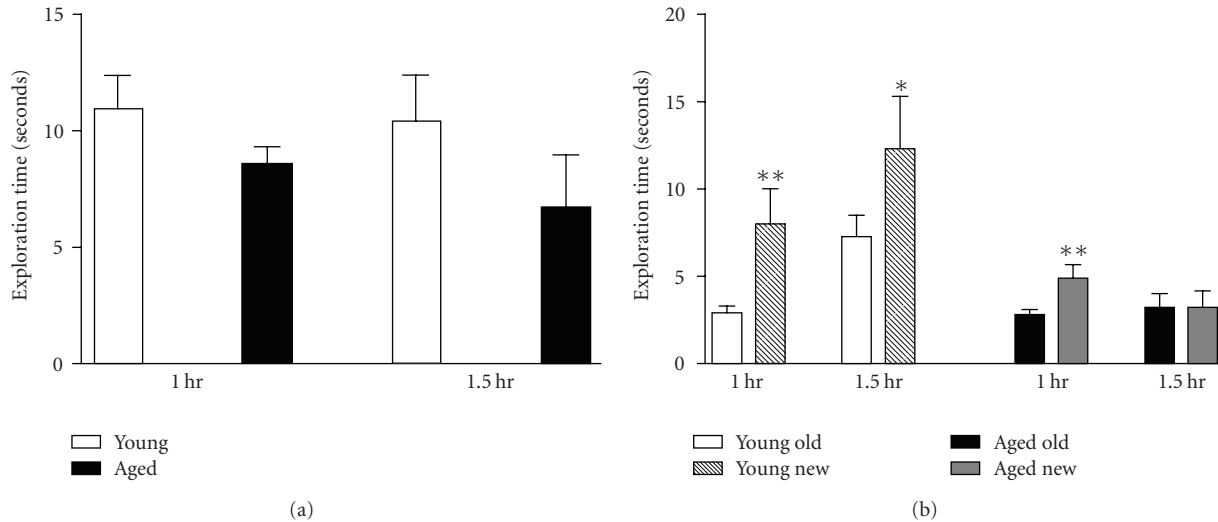 15
10
5
0
Exploration time (seconds)
1 hr
1.5 hr
Young
Aged
(a)
20
15
10
5
0
Exploration time (seconds)
**
*
**
1 hr
1.5 hr
1 hr
1.5 hr
Young old
Young new
Aged old
Aged new
(b)